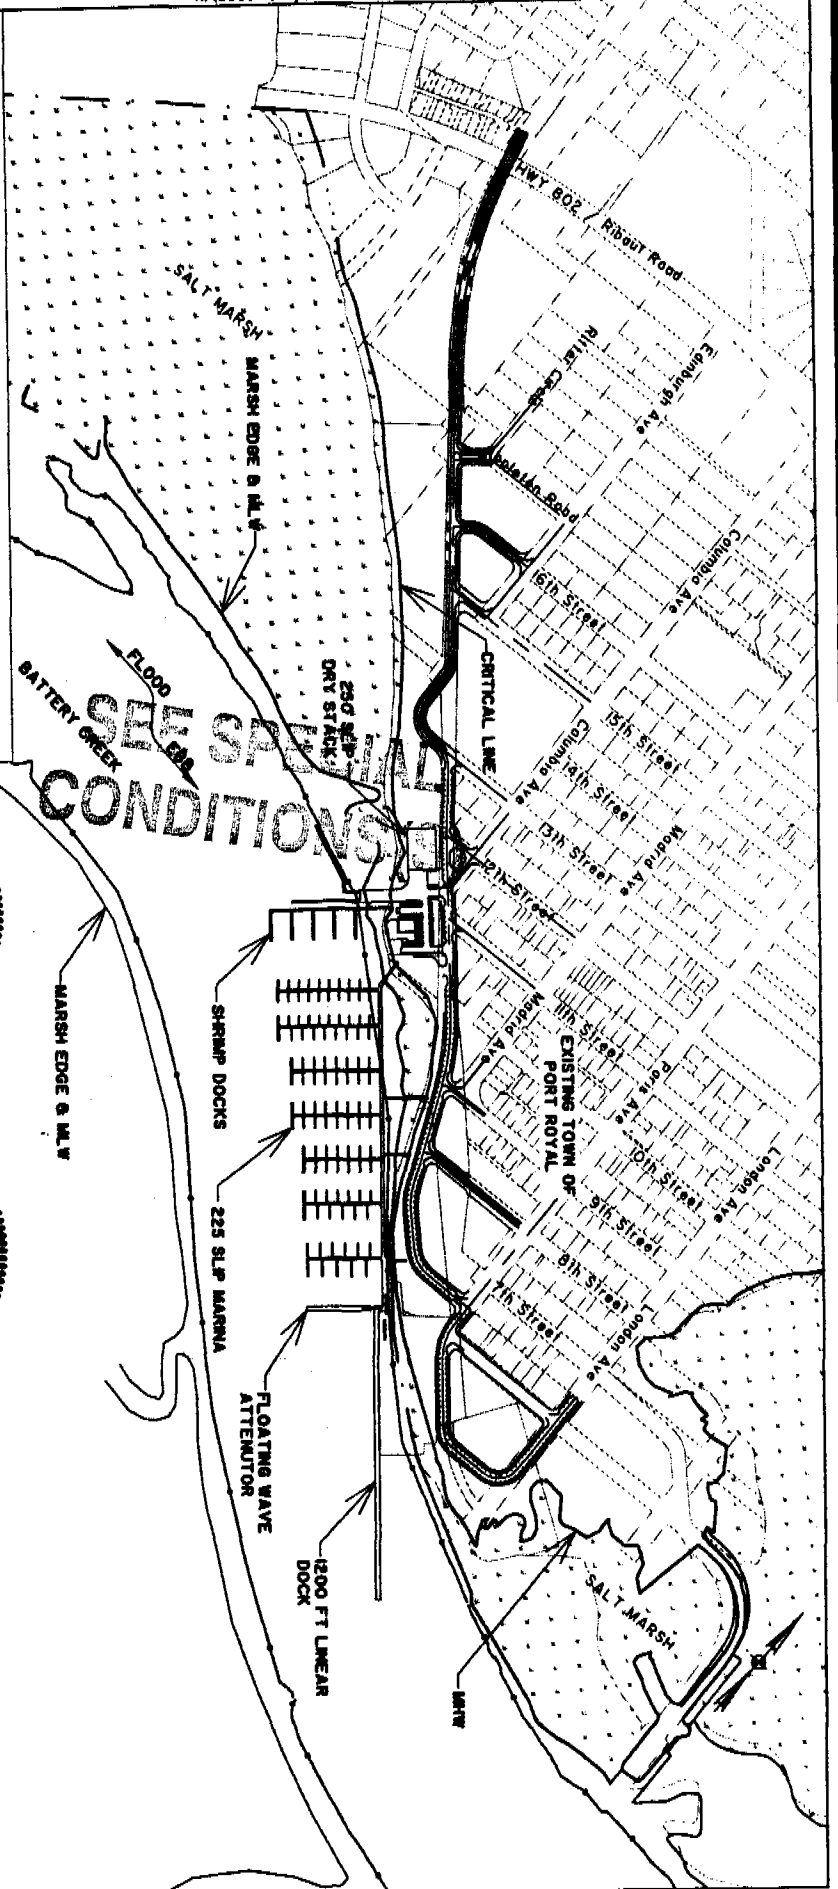 HWY 802 / Ribaut Road
Edinburgh Ave
Ritter Circle
Appleton Road
Columbia Ave
16th Street
15th Street
CRITICAL LINE
SALT MARSH
MARSH EDGE @ MLW
FLOOD
EBB
BATTERY CREEK
SEE SPECIAL
CONDITIONS
250 SLIP
DRY STACK
Columbia Ave
14th Street
13th Street
Madrid Ave
12th Street
11th Street
Madrid Ave
Paris Ave
EXISTING TOWN OF
PORT ROYAL
10th Street
London Ave
9th Street
8th Street
7th Street
London Ave
SHRIMP DOCKS
225 SLIP MARINA
MARSH EDGE @ MLW
FLOATING WAVE
ATTENUTOR
1200 FT LINEAR
DOCK
MHW
SALT MARSH